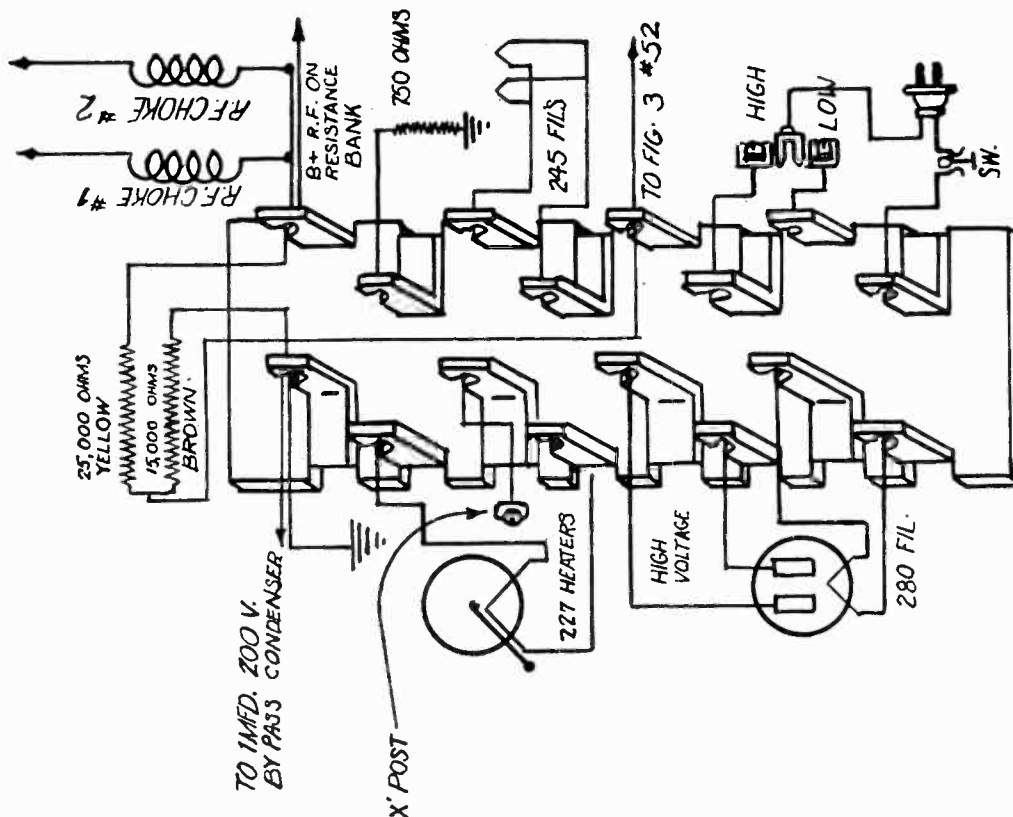 R.F. CHOKE #2
R.F. CHOKE #1
B+ R.F. ON
RESISTANCE
BANK
750 OHMS
245 FILS
TO FIG. 3 #52
HIGH
LOW
SW.
25,000 OHMS
YELLOW
15,000 OHMS
BROWN.
TO 1 MFD. 200 V.
BY PASS CONDENSER
'X' POST
227 HEATERS
HIGH
VOLTAGE
280 FIL.